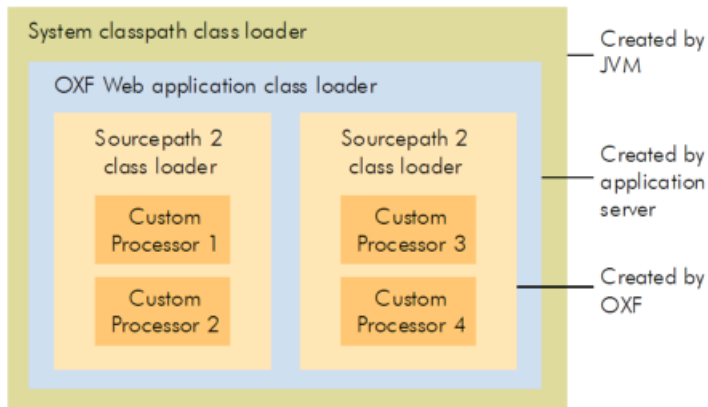 System classpath class loader
OXF Web application class loader
Sourcepath 2
class loader
Custom
Processor 1
Custom
Processor 2
Sourcepath 2
class loader
Custom
Processor 3
Custom
Processor 4
Created by
JVM
Created by
application
server
Created by
OXF